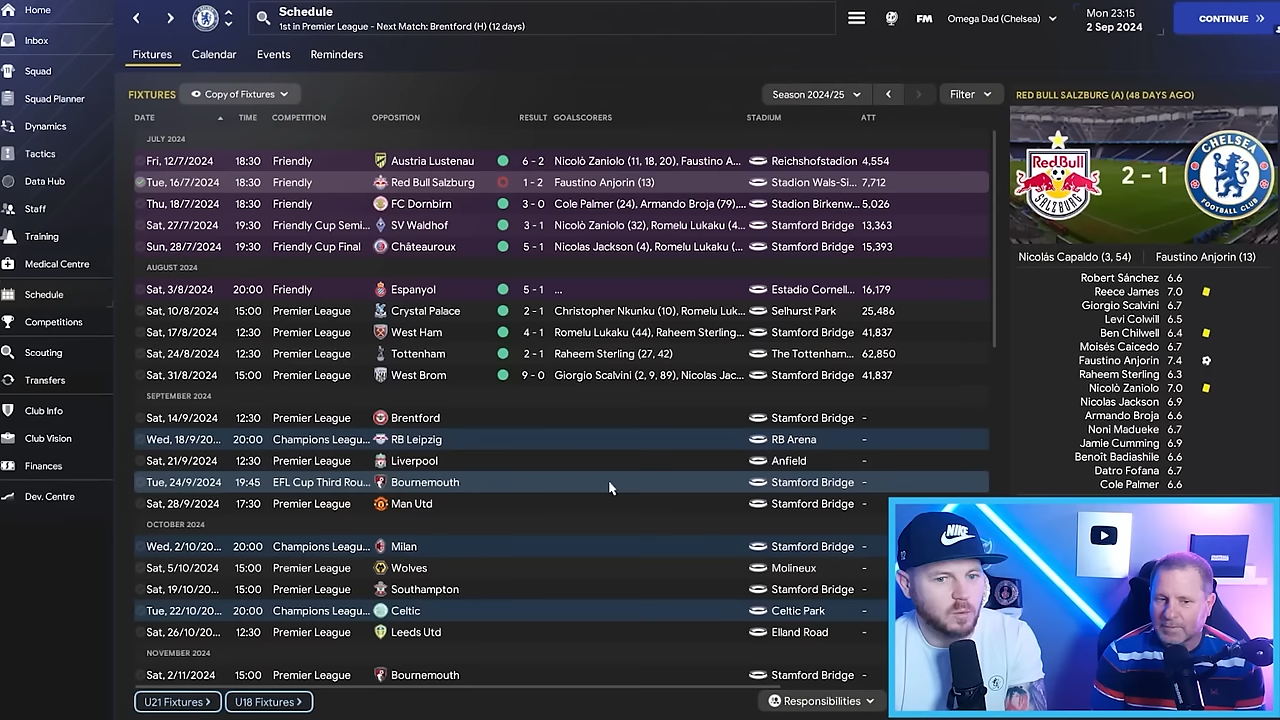 Home
Inbox
Squad
Squad Planner
Dynamics
Tactics
Data Hub
Staff
Training
Medical Centre
Schedule
Competitions
Scouting
Transfers
Club Info
Club Vision
Finances
Dev. Centre
Schedule
1st in Premier League - Next Match: Brentford (H) (12 days)
FM
Omega Dad (Chelsea)
Mon 23:15
2 Sep 2024
CONTINUE
Fixtures Calendar Events Reminders
FIXTURES Copy of Fixtures Season 2024/25 Filter
DATE TIME COMPETITION OPPOSITION RESULT GOALSCORERS STADIUM ATT
JULY 2024
Fri, 12/7/2024 18:30 Friendly Austria Lustenau 6 - 2 Nicolò Zaniolo (11, 18, 20), Faustino A... Reichshofstadion 4,554
Tue, 16/7/2024 18:30 Friendly Red Bull Salzburg 1 - 2 Faustino Anjorin (13) Stadion Wals-Si... 7,712
Thu, 18/7/2024 18:30 Friendly FC Dornbirn 3 - 0 Cole Palmer (24), Armando Broja (79),... Stadion Birkenw... 5,026
Sat, 27/7/2024 19:30 Friendly Cup Semi... SV Waldhof 3 - 1 Nicolò Zaniolo (32), Romelu Lukaku (4... Stamford Bridge 13,363
Sun, 28/7/2024 19:30 Friendly Cup Final Châteauroux 5 - 1 Nicolas Jackson (4), Romelu Lukaku (... Stamford Bridge 15,393
AUGUST 2024
Sat, 3/8/2024 20:00 Friendly Espanyol 5 - 1 ... Estadio Cornell... 16,179
Sat, 10/8/2024 15:00 Premier League Crystal Palace 2 - 1 Christopher Nkunku (10), Romelu Luk... Selhurst Park 25,486
Sat, 17/8/2024 12:30 Premier League West Ham 4 - 1 Romelu Lukaku (44), Raheem Sterling... Stamford Bridge 41,837
Sat, 24/8/2024 12:30 Premier League Tottenham 2 - 1 Raheem Sterling (27, 42) The Tottenham... 62,850
Sat, 31/8/2024 15:00 Premier League West Brom 9 - 0 Giorgio Scalvini (2, 9, 89), Nicolas Jac... Stamford Bridge 41,837
SEPTEMBER 2024
Sat, 14/9/2024 12:30 Premier League Brentford Stamford Bridge -
Wed, 18/9/20... 20:00 Champions Leagu... RB Leipzig RB Arena -
Sat, 21/9/2024 12:30 Premier League Liverpool Anfield -
Tue, 24/9/2024 19:45 EFL Cup Third Rou... Bournemouth Stamford Bridge -
Sat, 28/9/2024 17:30 Premier League Man Utd Stamford Bridge -
OCTOBER 2024
Wed, 2/10/20... 20:00 Champions Leagu... Milan Stamford Bridge -
Sat, 5/10/2024 15:00 Premier League Wolves Molineux -
Sat, 19/10/2024 15:00 Premier League Southampton Stamford Bridge -
Tue, 22/10/20... 20:00 Champions Leagu... Celtic Celtic Park -
Sat, 26/10/2024 12:30 Premier League Leeds Utd Elland Road -
NOVEMBER 2024
Sat, 2/11/2024 15:00 Premier League Bournemouth Stamford Bridge -
U21 Fixtures U18 Fixtures Responsibilities
RED BULL SALZBURG (A) (48 DAYS AGO)
Red Bull
SALZBURG
2 - 1
CHELSEA
FOOTBALL CLUB
Nicolás Capaldo (3, 54) Faustino Anjorin (13)
Robert Sánchez 6.6
Reece James 7.0
Giorgio Scalvini 6.7
Levi Colwill 6.5
Ben Chilwell 6.4
Moisés Caicedo 6.7
Faustino Anjorin 7.4
Raheem Sterling 6.3
Nicolò Zaniolo 7.0
Nicolas Jackson 6.9
Armando Broja 6.6
Noni Madueke 6.7
Jamie Cumming 6.9
Benoît Badiashile 6.6
Datro Fofana 6.7
Cole Palmer 6.6
NIKE